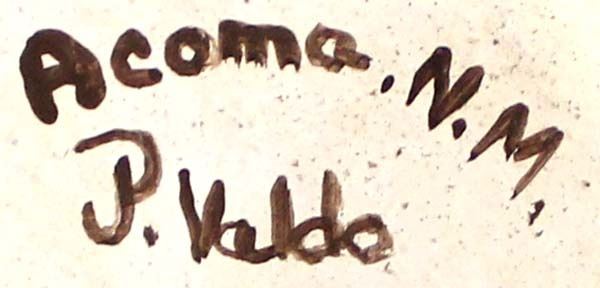 Acoma. N.M.
P. Valdo